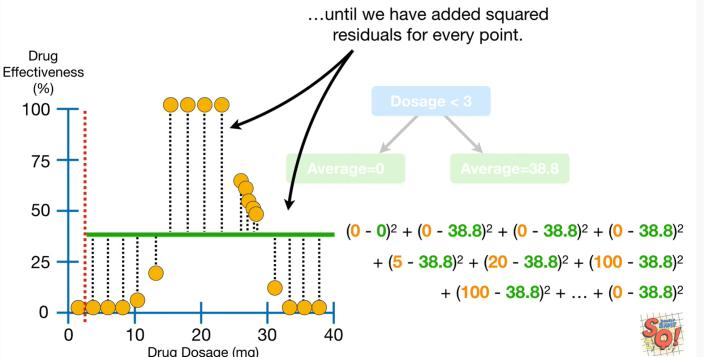 …until we have added squared
residuals for every point.
Drug
Effectiveness
(%)
100
75
50
25
0
0 10 20 30 40
Drug Dosage (mg)
Dosage < 3
Average=0 Average=38.8
(0 - 0)² + (0 - 38.8)² + (0 - 38.8)² + (0 - 38.8)²
+ (5 - 38.8)² + (20 - 38.8)² + (100 - 38.8)²
+ (100 - 38.8)² + … + (0 - 38.8)²
SQ!